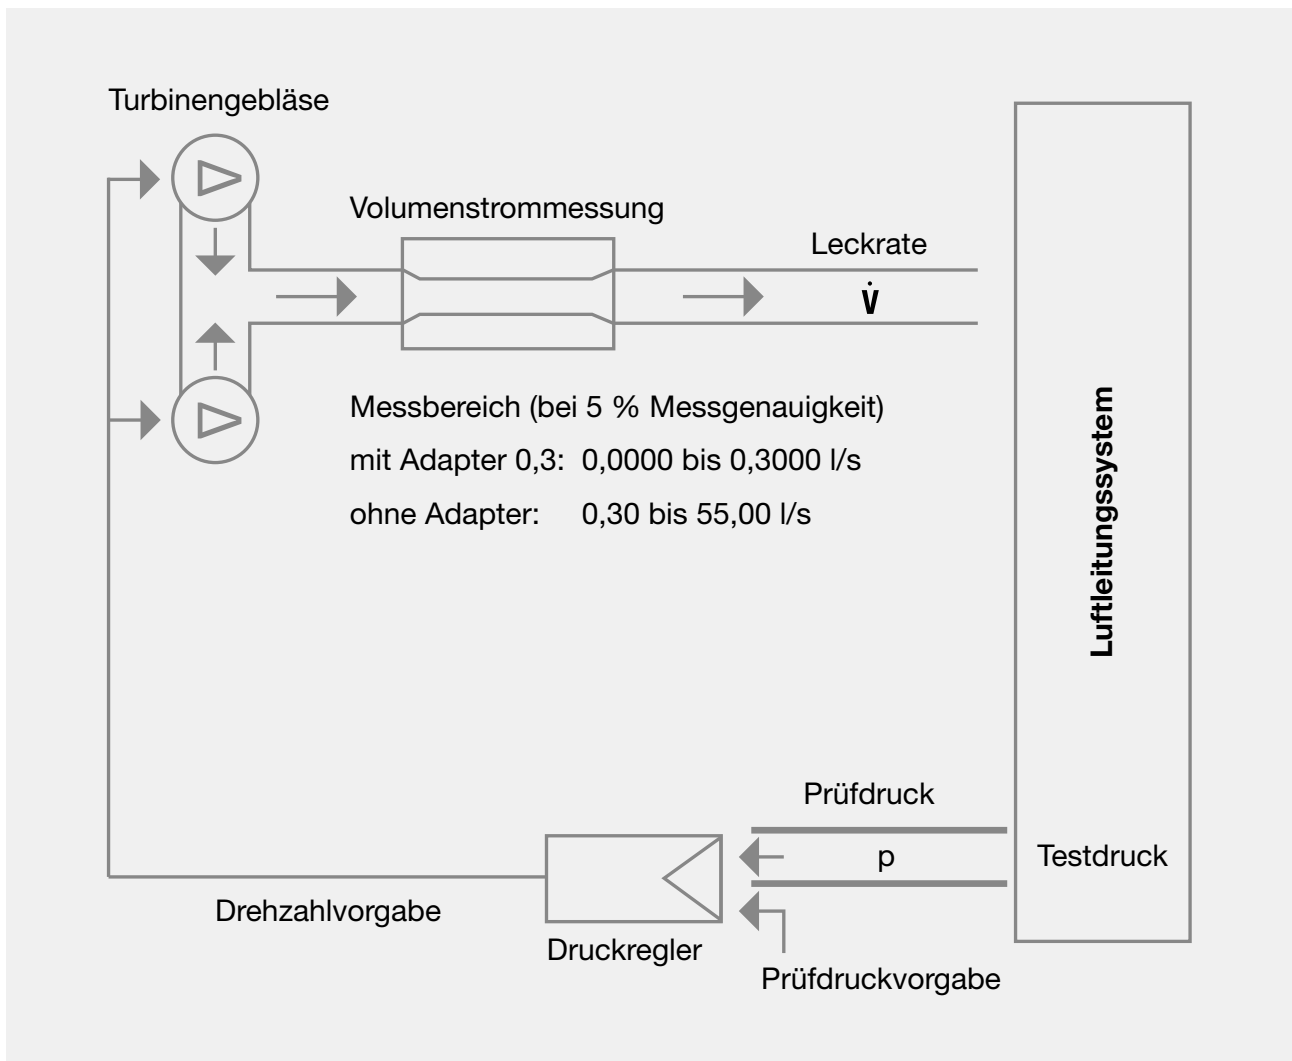 Turbinengebläse
Volumenstrommessung
Leckrate
V̇
Messbereich (bei 5 % Messgenauigkeit)
mit Adapter 0,3: 0,0000 bis 0,3000 l/s
ohne Adapter: 0,30 bis 55,00 l/s
Luftleitungssystem
Prüfdruck
p
Testdruck
Drehzahlvorgabe
Druckregler
Prüfdruckvorgabe